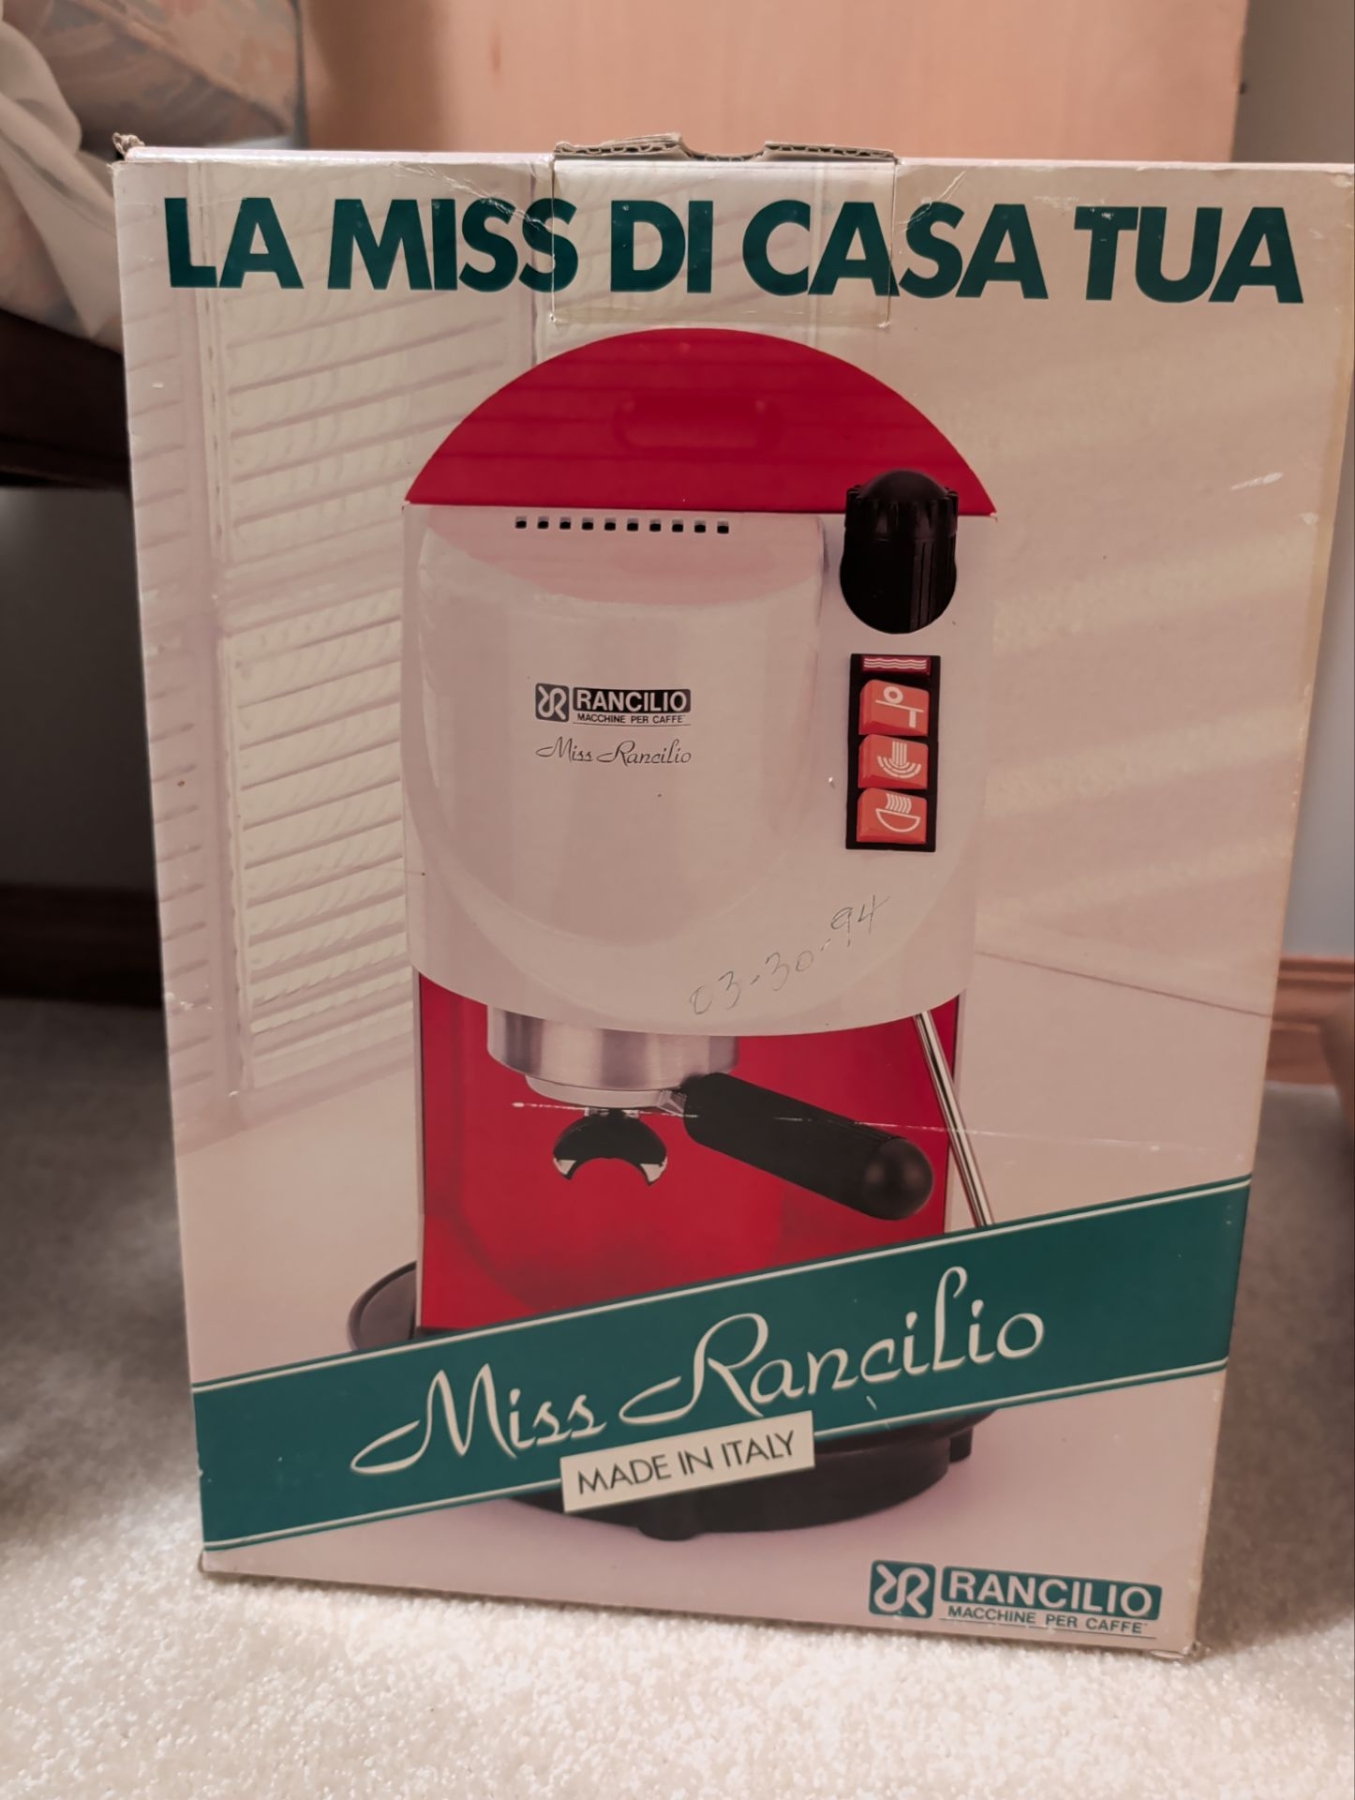 LA MISS DI CASA TUA
RANCILIO
MACCHINE PER CAFFE'
Miss Rancilio
03-30-94
Miss Rancilio
MADE IN ITALY
RANCILIO
MACCHINE PER CAFFE'